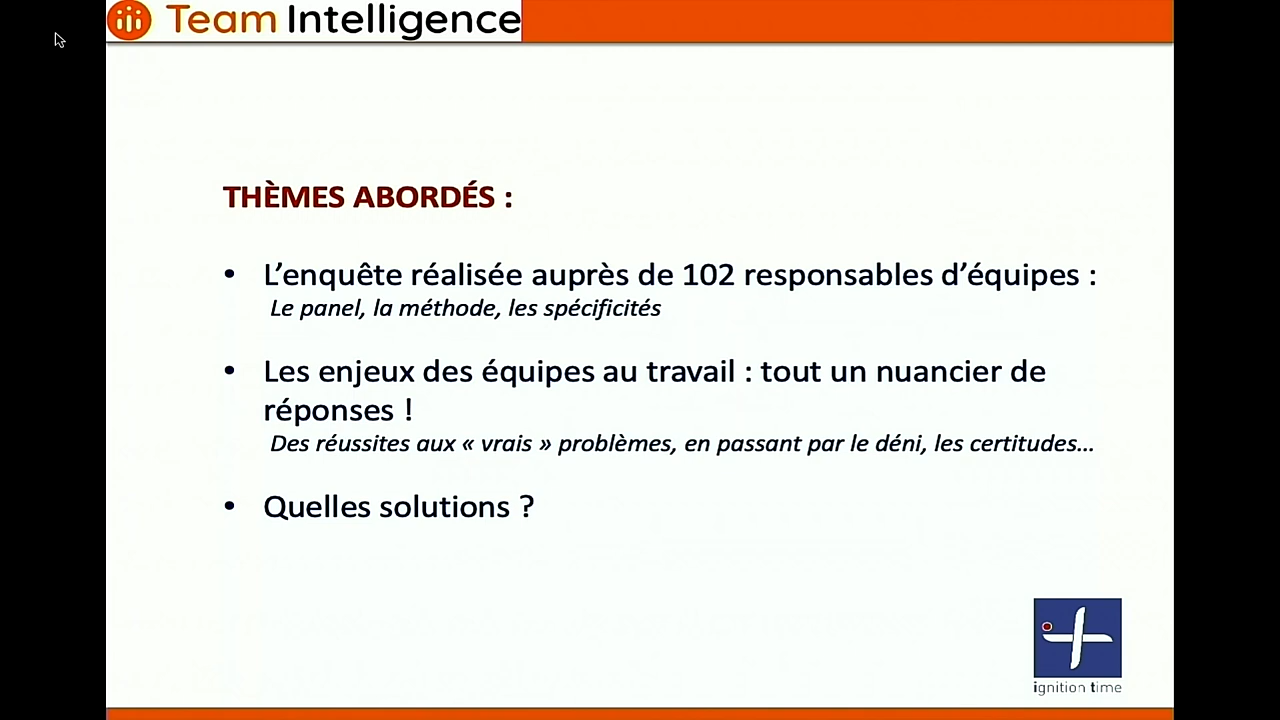 Team Intelligence
THÈMES ABORDÉS :
• L’enquête réalisée auprès de 102 responsables d’équipes :
Le panel, la méthode, les spécificités
• Les enjeux des équipes au travail : tout un nuancier de
réponses !
Des réussites aux « vrais » problèmes, en passant par le déni, les certitudes…
• Quelles solutions ?
ignition time